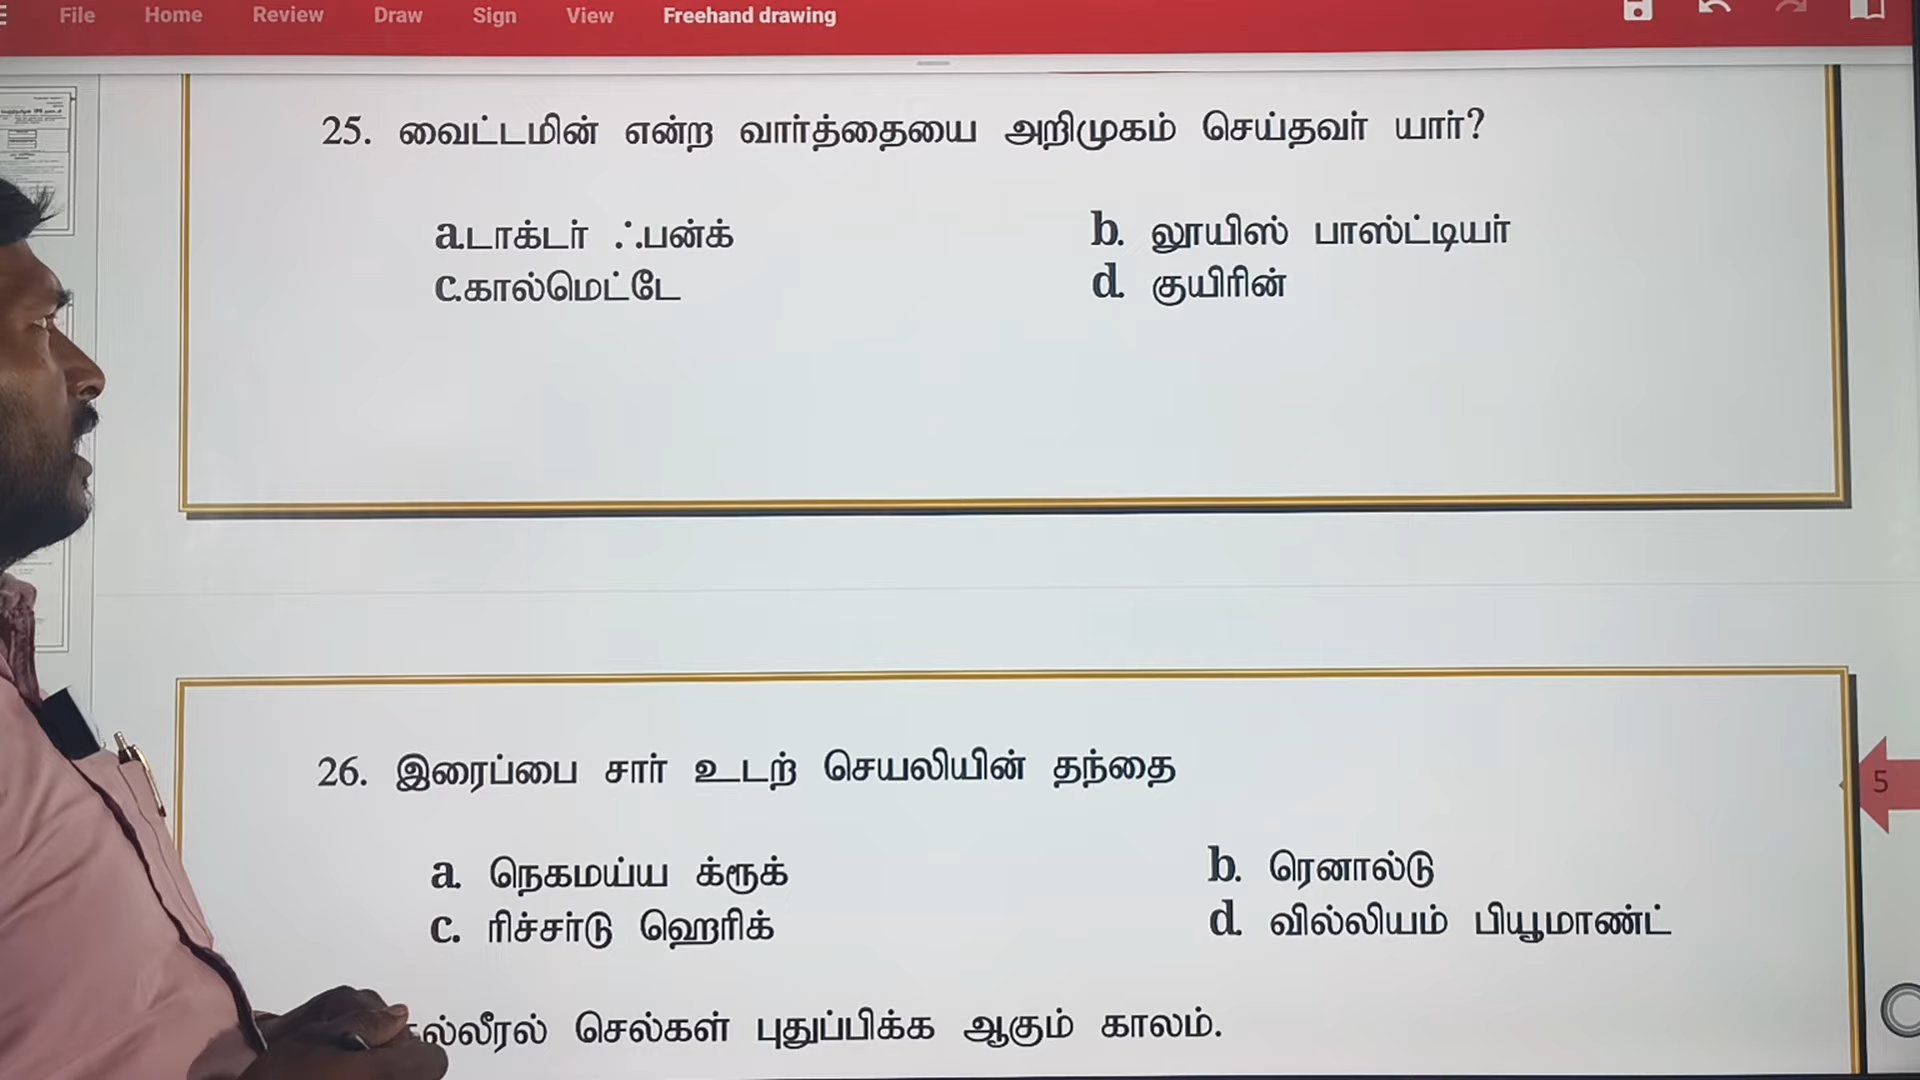 File Home Review Draw Sign View Freehand drawing
25. வைட்டமின் என்ற வார்த்தையை அறிமுகம் செய்தவர் யார்?
a.டாக்டர் ஃபன்க் b. லூயிஸ் பாஸ்ட்டியர்
c.கால்மெட்டே d. குயிரின்
26. இரைப்பை சார் உடற் செயலியின் தந்தை
5
a. நெகமய்ய க்ரூக் b. ரெனால்டு
c. ரிச்சர்டு ஹெரிக் d. வில்லியம் பியூமாண்ட்
செல்கள் புதுப்பிக்க ஆகும் காலம்.